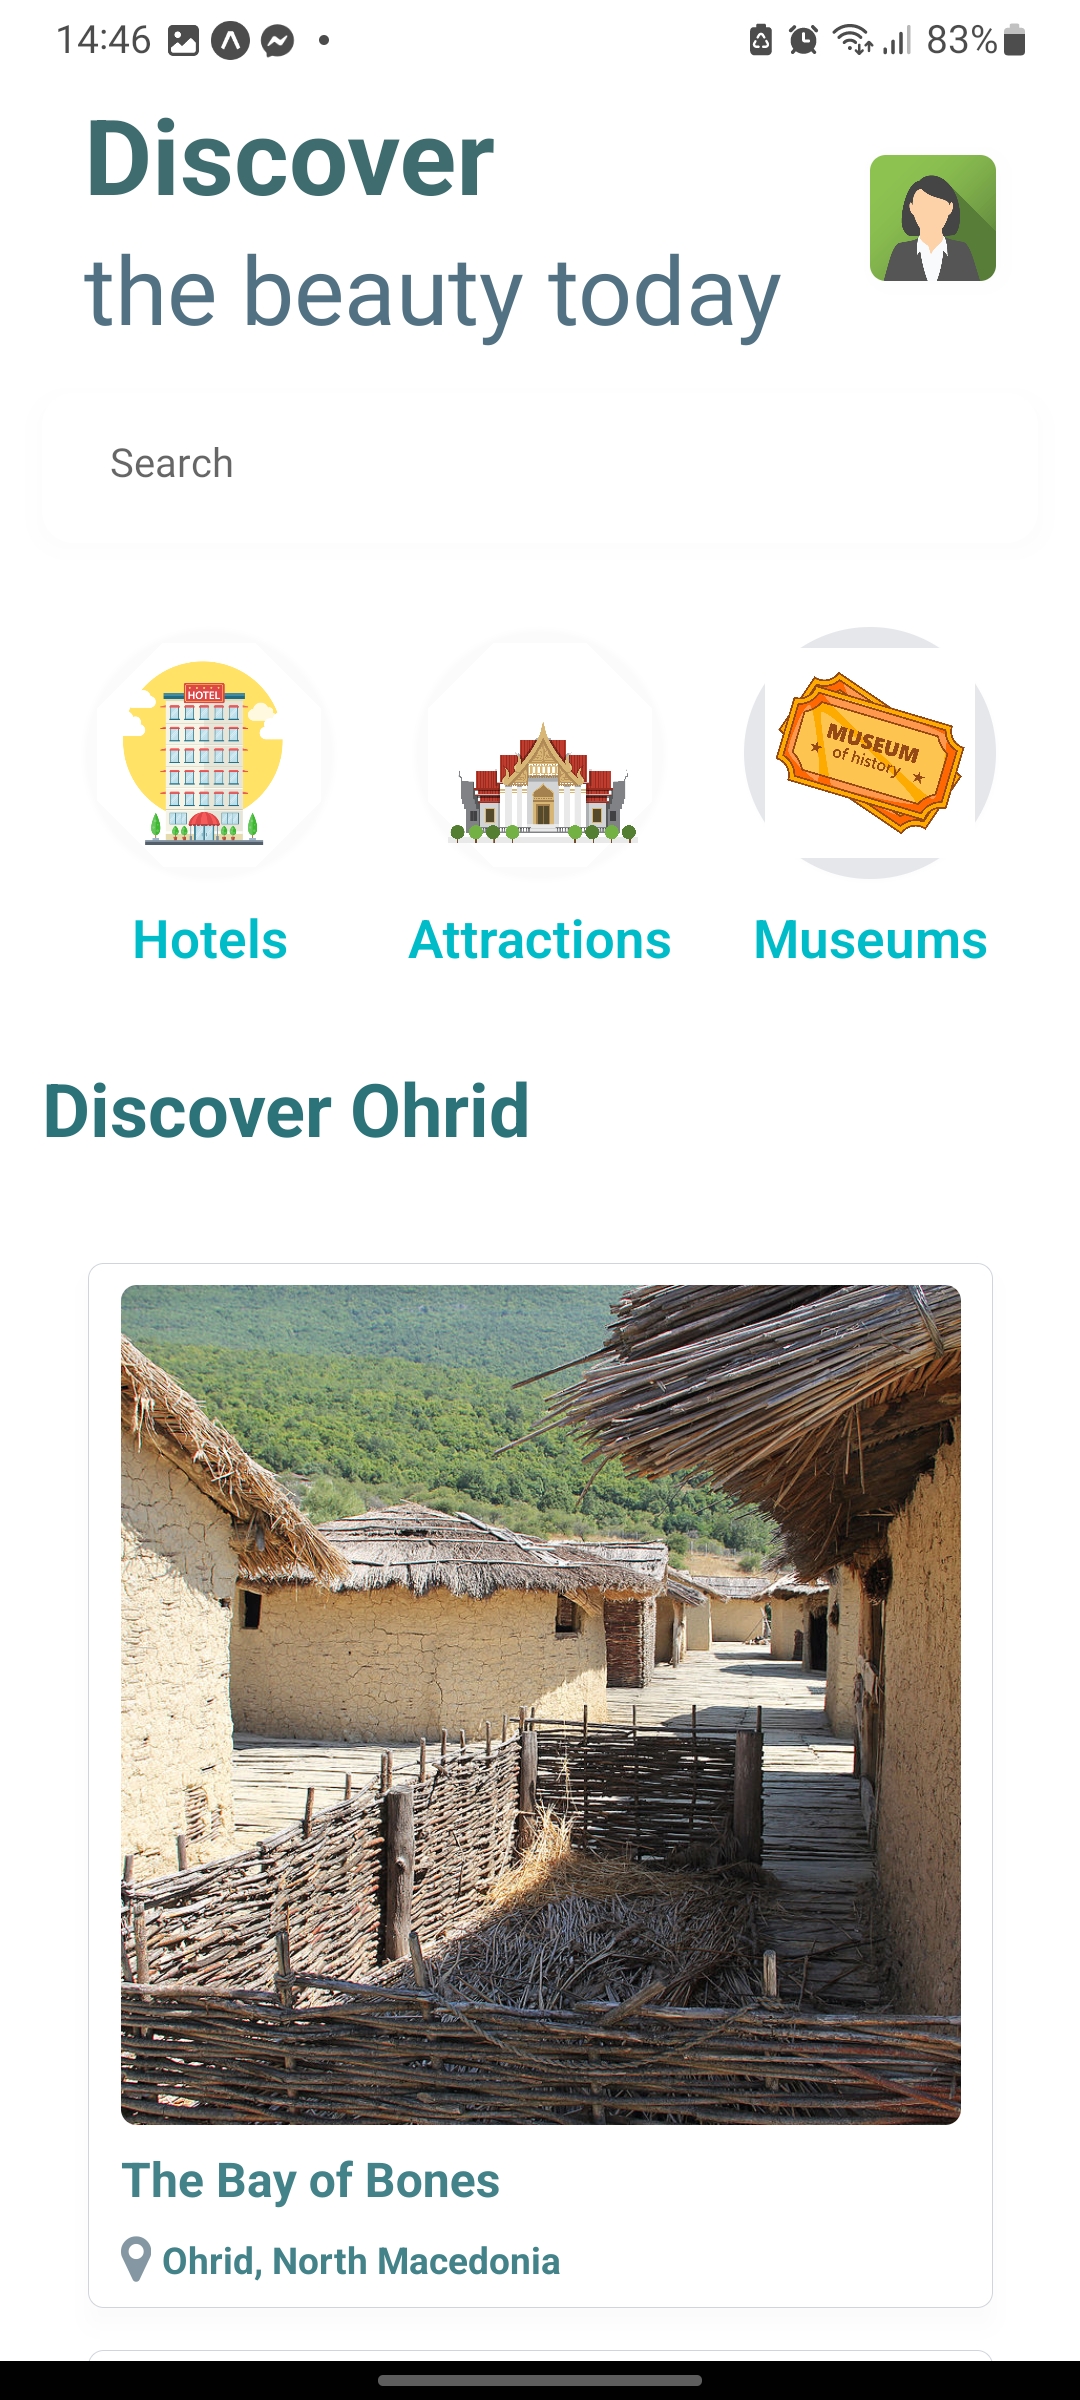 14:46
83%
Discover
the beauty today
Search
HOTEL
MUSEUM
of history
Hotels
Attractions
Museums
Discover Ohrid
The Bay of Bones
Ohrid, North Macedonia